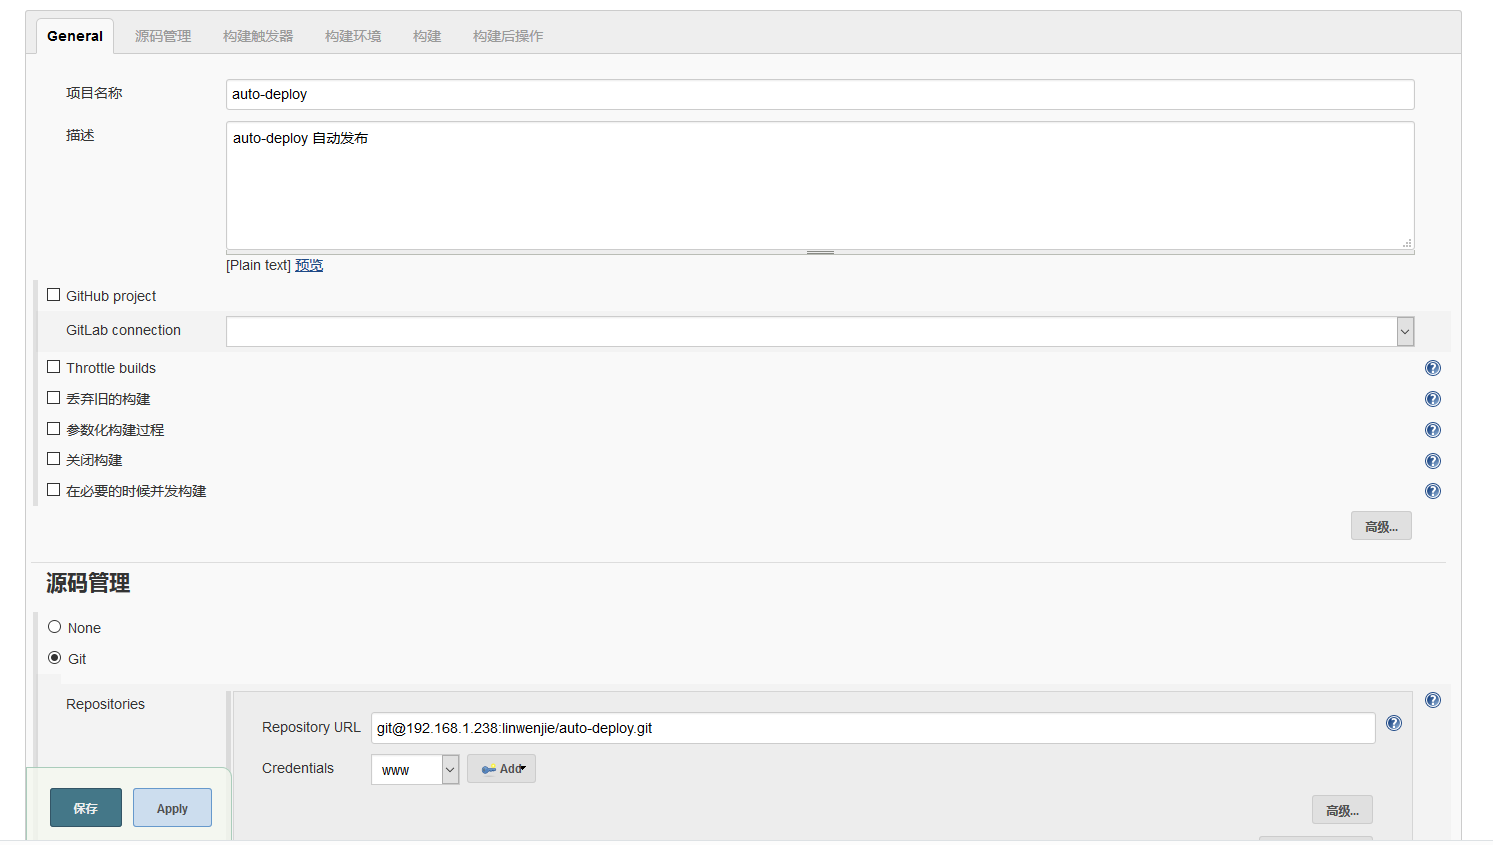 General 源码管理 构建触发器 构建环境 构建 构建后操作
项目名称 auto-deploy
描述 auto-deploy 自动发布
[Plain text] 预览
GitHub project
GitLab connection
Throttle builds
丢弃旧的构建
参数化构建过程
关闭构建
在必要的时候并发构建
高级...
源码管理
None
Git
Repositories
Repository URL git@192.168.1.238:linwenjie/auto-deploy.git
Credentials www Add
高级...
保存 Apply